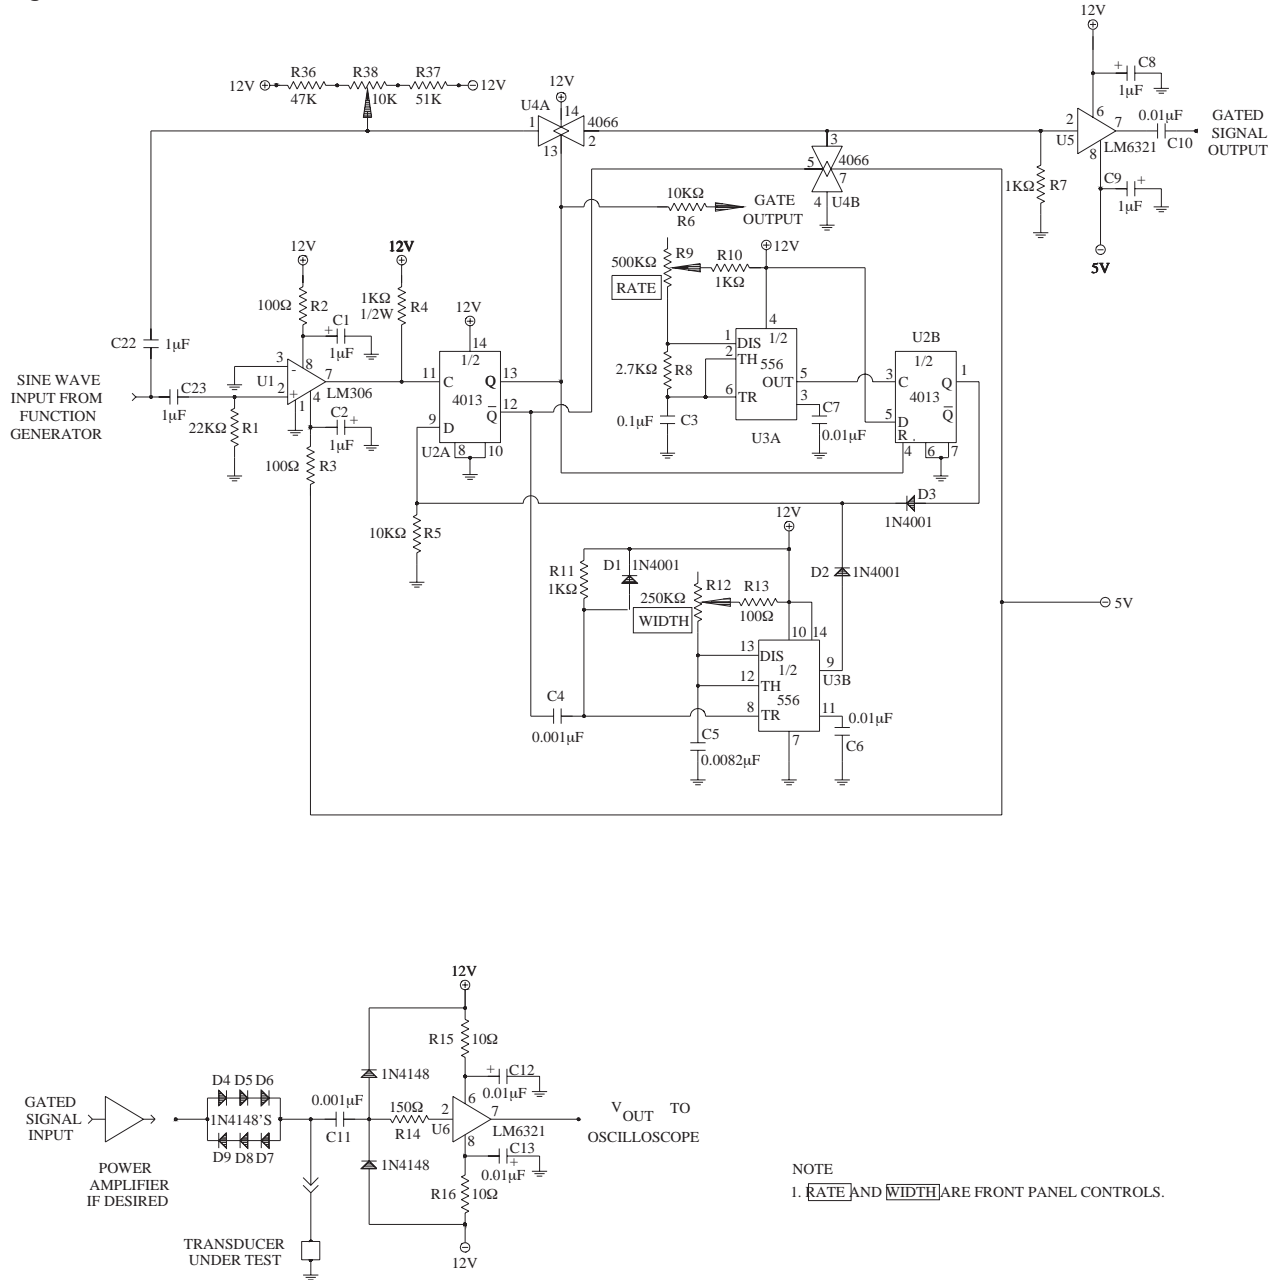 12V
R36
47K
R38
10K
R37
51K
12V
12V
U4A
1
14
4066
2
13
12V
C8
+
1µF
2
6
7
U5
LM6321
8
0.01µF
C10
GATED
SIGNAL
OUTPUT
C9
+
1µF
5V
3
5
4066
7
4
U4B
1KΩ
R7
10KΩ
R6
GATE
OUTPUT
500KΩ
R9
RATE
R10
1KΩ
12V
4
1
DIS
1/2
2
TH
556
OUT
5
6
TR
3
U3A
2.7KΩ
R8
0.1µF
C3
C7
0.01µF
U2B
1/2
3
C
Q
1
4013
Q
5
D
R .
4
6
7
12V
100Ω
R2
C1
+
1µF
12V
1KΩ
1/2W
R4
12V
14
1/2
11
C
Q
13
4013
12
Q
9
D
U2A
8
10
C22
1µF
SINE WAVE
INPUT FROM
FUNCTION
GENERATOR
C23
1µF
22KΩ
R1
3
-
8
7
U1
2
+
LM306
1
4
C2
+
1µF
100Ω
R3
10KΩ
R5
D3
1N4001
12V
D2
1N4001
R11
1KΩ
D1
1N4001
R12
250KΩ
WIDTH
R13
100Ω
10
14
13
DIS
1/2
9
12
TH
U3B
556
8
TR
11
7
C4
0.001µF
C5
0.0082µF
0.01µF
C6
5V
12V
R15
10Ω
C12
+
0.01µF
1N4148
D4 D5 D6
1N4148'S
D9 D8 D7
0.001µF
C11
150Ω
R14
2
6
7
U6
LM6321
8
C13
+
0.01µF
1N4148
R16
10Ω
12V
GATED
SIGNAL
INPUT
POWER
AMPLIFIER
IF DESIRED
TRANSDUCER
UNDER TEST
VOUT TO
OSCILLOSCOPE
NOTE
1. RATE AND WIDTH ARE FRONT PANEL CONTROLS.